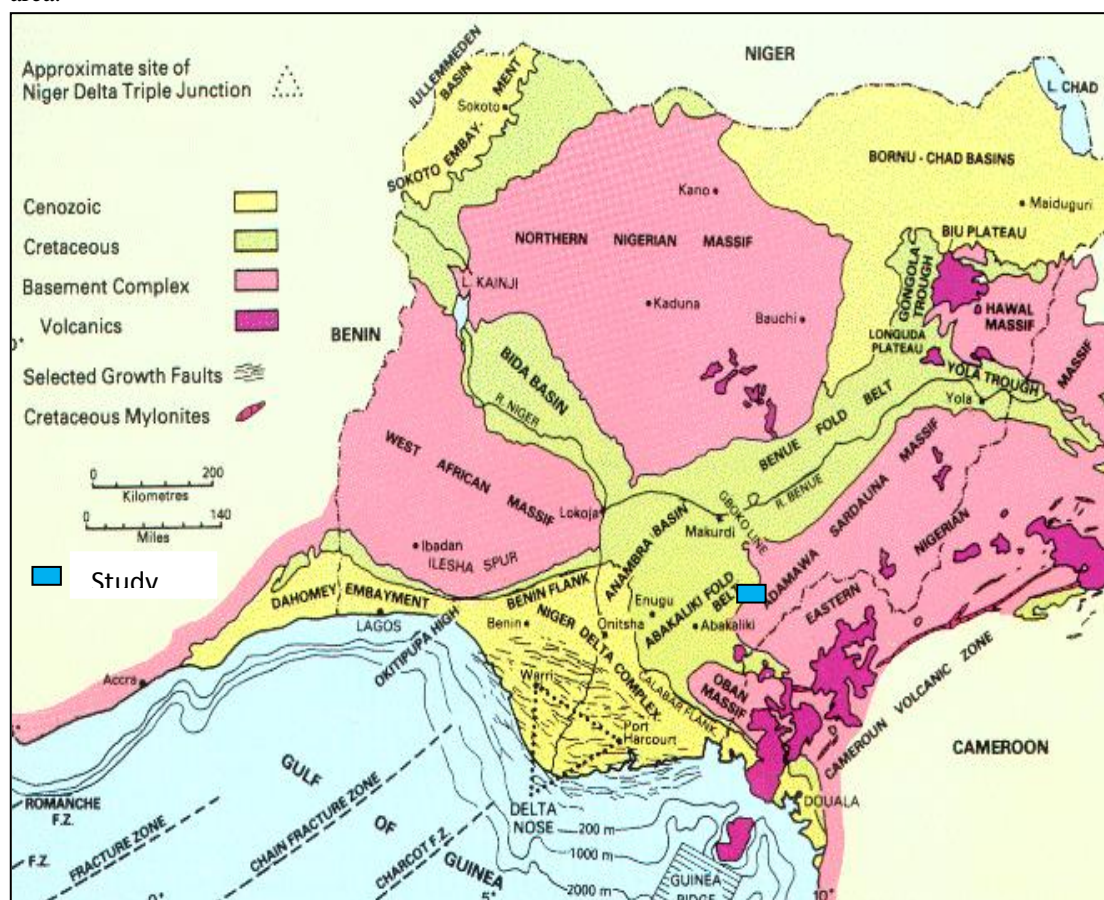 area.
NIGER
L. CHAD
Approximate site of
Niger Delta Triple Junction
IULLEMMEDEN
BASIN
SOKOTO EMBAY-
MENT
Sokoto
BORNU - CHAD BASINS
Kano
Maiduguri
Cenozoic
Cretaceous
Basement Complex
Volcanics
Selected Growth Faults
Cretaceous Mylonites
NORTHERN NIGERIAN MASSIF
BIU PLATEAU
GONGOLA
TROUGH
L. KAINJI
Kaduna
Bauchi
HAWAL
MASSIF
BENIN
LONGUDA
PLATEAU
MASSIF
YOLA TROUGH
Yola
BIDA BASIN
R. NIGER
BENUE FOLD BELT
R. BENUE
0 200
Kilometres
0 140
Miles
WEST AFRICAN MASSIF
Lokoja
Makurdi
GBOKO LINE
ADAMAWA SARDAUNA MASSIF
EASTERN NIGERIAN
Ibadan
ILESHA SPUR
ANAMBRA BASIN
Study
DAHOMEY EMBAYMENT
BENIN FLANK
Enugu
ABAKALIKI FOLD
BELT
LAGOS
Benin
Onitsha
Abakaliki
NIGER DELTA COMPLEX
OKITIPUPA HIGH
Accra
Warri
CALABAR FLANK
OBAN
MASSIF
Port
Harcourt
CAMEROUN VOLCANIC ZONE
CAMEROON
GULF
OF
GUINEA
DOUALA
ROMANCHE
F.Z.
DELTA
NOSE
200 m
1000 m
2000 m
F.Z.
FRACTURE ZONE
CHAIN FRACTURE ZONE
CHARCOT F.Z.
GUINEA
0°
5°
10°